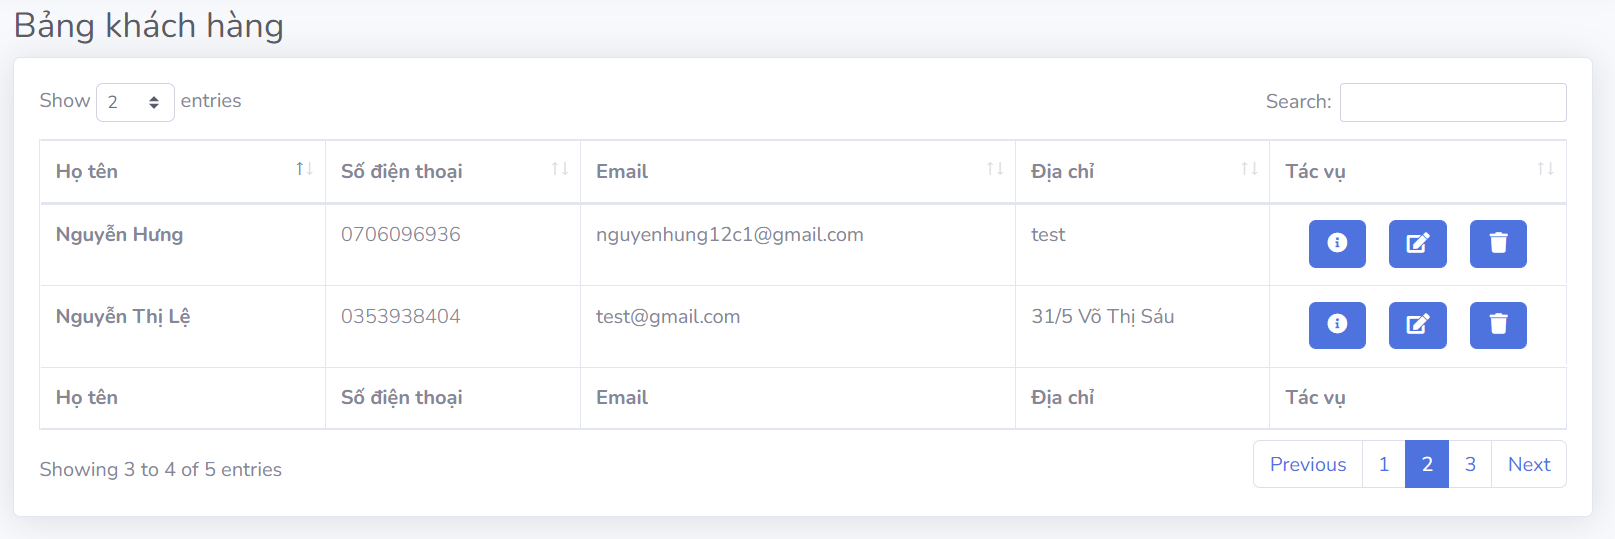 Bảng khách hàng
Show 2 entries
Search:
Họ tên Số điện thoại Email Địa chỉ Tác vụ
Nguyễn Hưng 0706096936 nguyenhung12c1@gmail.com test
Nguyễn Thị Lệ 0353938404 test@gmail.com 31/5 Võ Thị Sáu
Họ tên Số điện thoại Email Địa chỉ Tác vụ
Showing 3 to 4 of 5 entries
Previous 1 2 3 Next